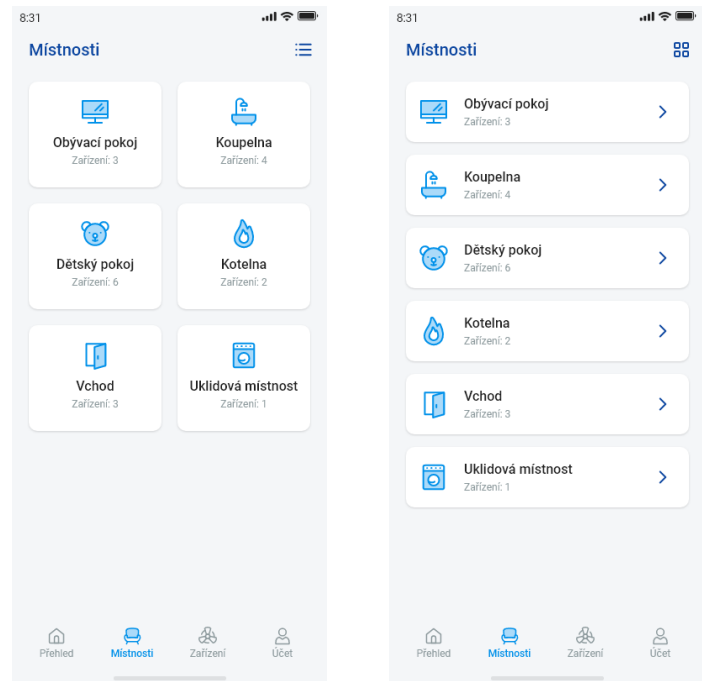 8:31
Místnosti
Obývací pokoj
Zařízení: 3
Koupelna
Zařízení: 4
Dětský pokoj
Zařízení: 6
Kotelna
Zařízení: 2
Vchod
Zařízení: 3
Uklidová místnost
Zařízení: 1
Přehled
Místnosti
Zařízení
Účet
8:31
Místnosti
Obývací pokoj
Zařízení: 3
Koupelna
Zařízení: 4
Dětský pokoj
Zařízení: 6
Kotelna
Zařízení: 2
Vchod
Zařízení: 3
Uklidová místnost
Zařízení: 1
Přehled
Místnosti
Zařízení
Účet